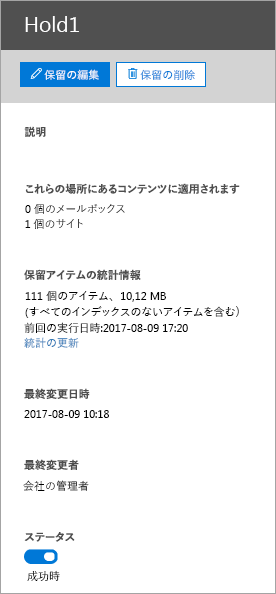 Hold1
保留の編集 保留の削除
説明
これらの場所にあるコンテンツに適用されます
0 個のメールボックス
1 個のサイト
保留アイテムの統計情報
111 個のアイテム、10,12 MB
(すべてのインデックスのないアイテムを含む)
前回の実行日時:2017-08-09 17:20
統計の更新
最終変更日時
2017-08-09 10:18
最終変更者
会社の管理者
ステータス
成功時